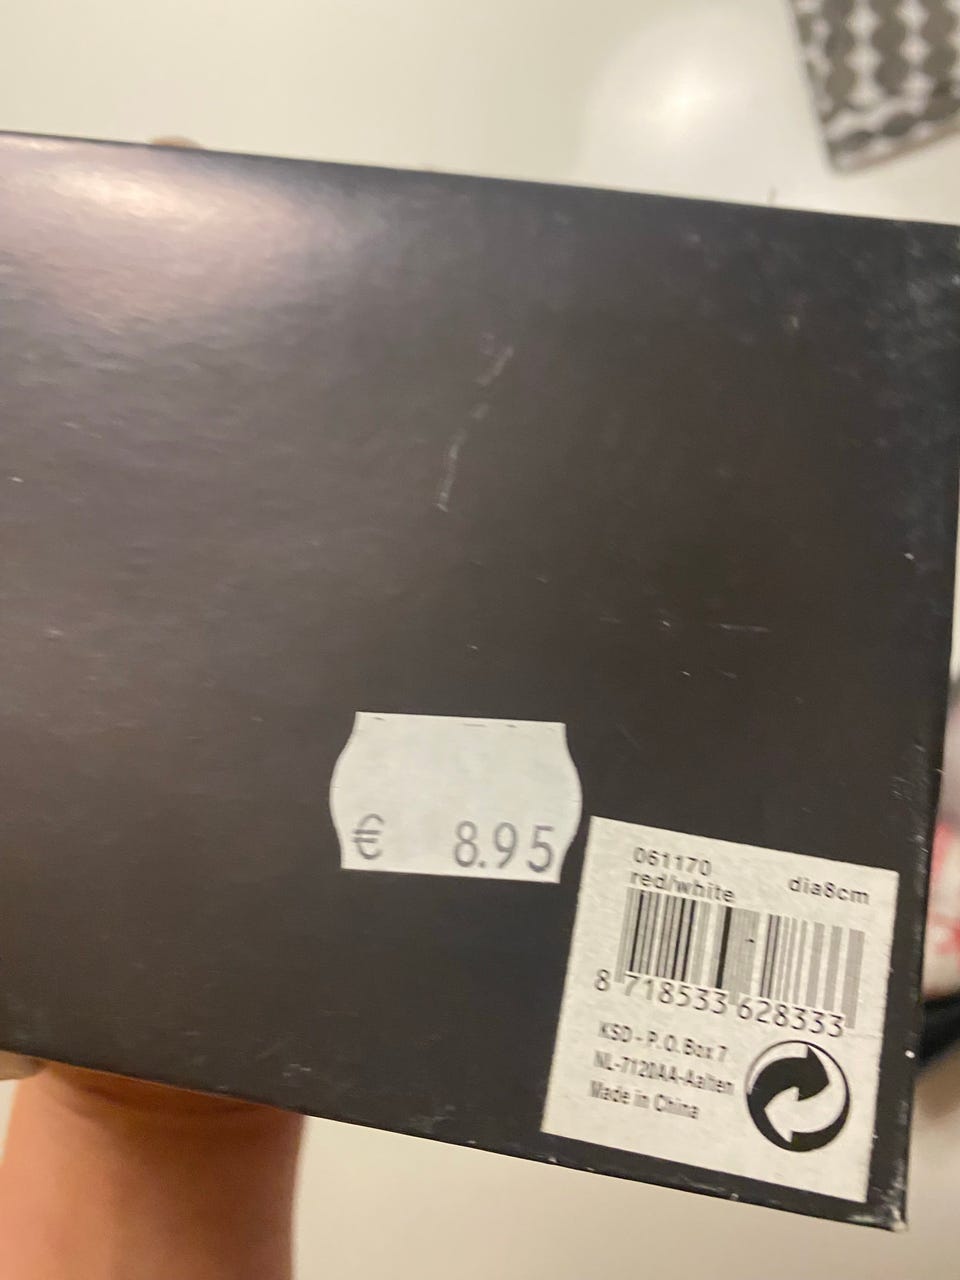 € 8.95
061170
red/white dia8cm
8 718533 628333
KSD - P.O. Box 7
NL-7120AA-Aalten
Made in China